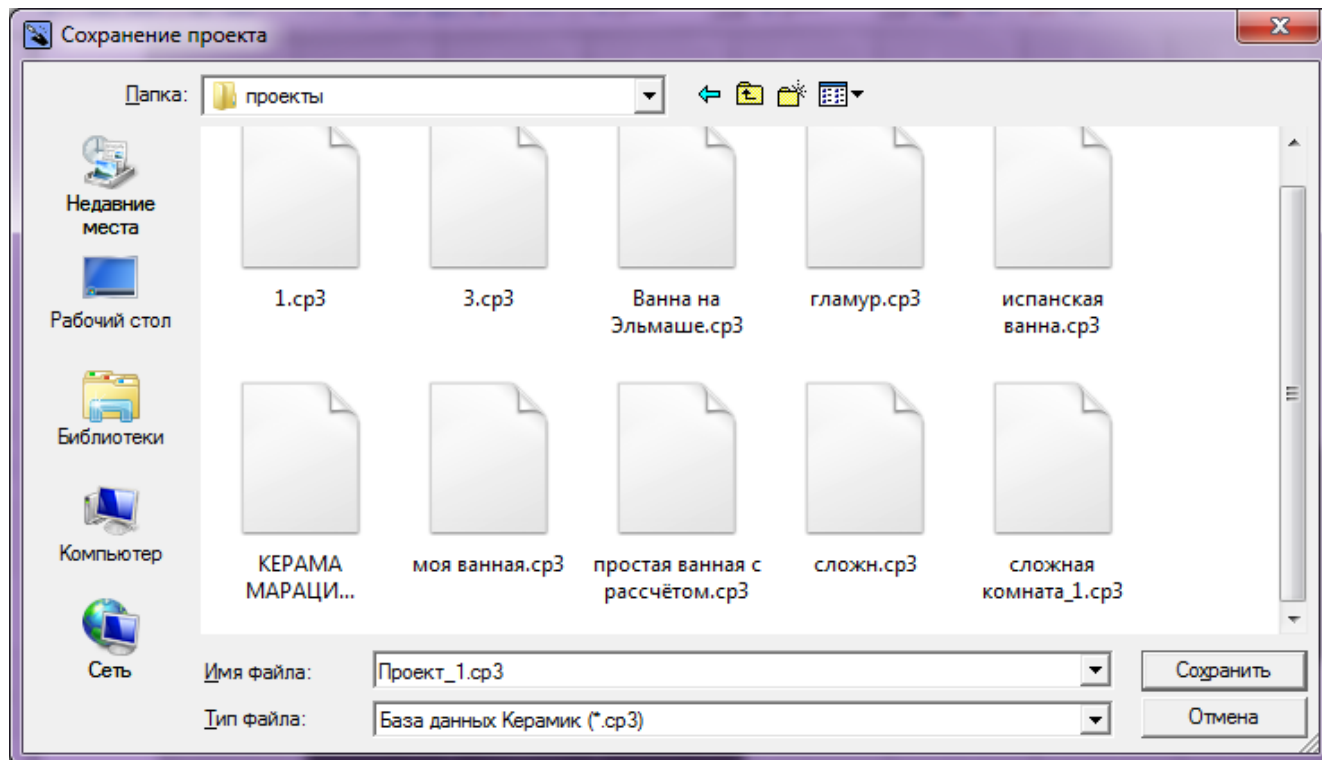 Сохранение проекта
Папка:
проекты
Недавние
места
Рабочий стол
Библиотеки
Компьютер
Сеть
1.cp3
3.cp3
Ванна на
Эльмаше.cp3
гламур.cp3
испанская
ванна.cp3
КЕРАМА
МАРАЦИ...
моя ванная.cp3
простая ванная с
рассчётом.cp3
сложн.cp3
сложная
комната_1.cp3
Имя файла:
Проект_1.cp3
Сохранить
Тип файла:
База данных Керамик (*.cp3)
Отмена